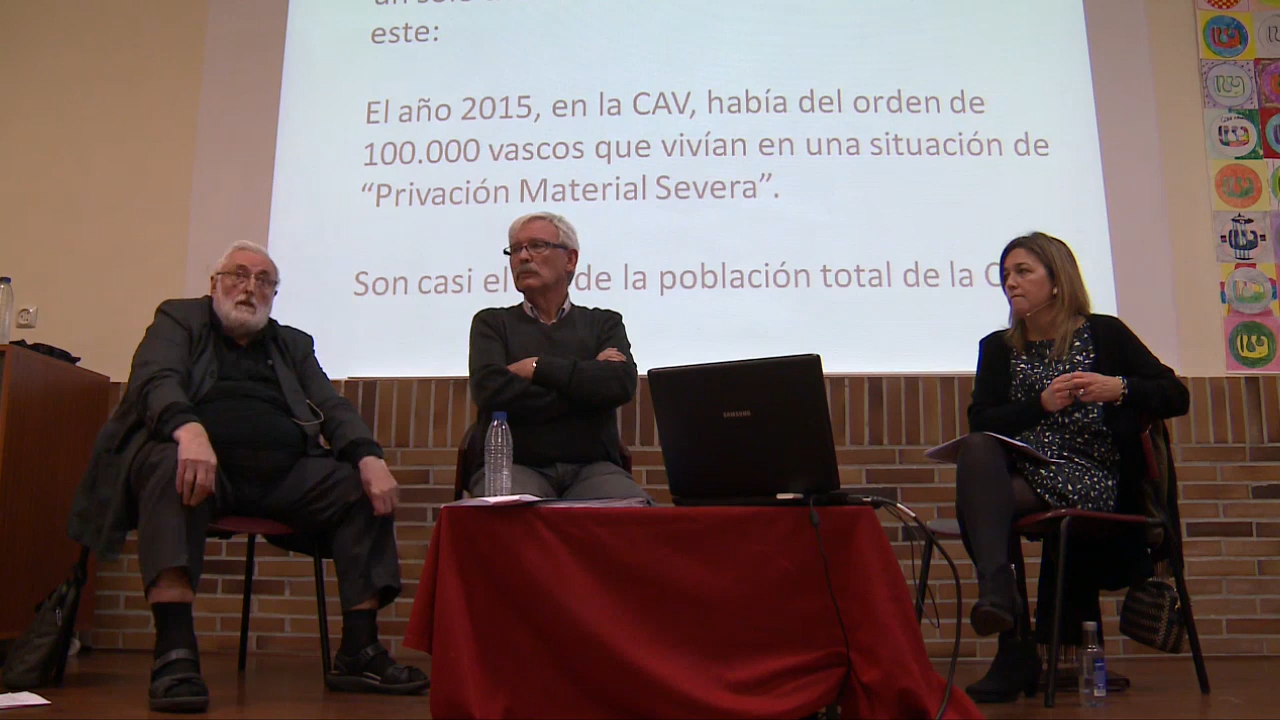 este:
El año 2015, en la CAV, había del orden de
100.000 vascos que vivían en una situación de
“Privación Material Severa”.
Son casi el de la población total de la
SAMSUNG